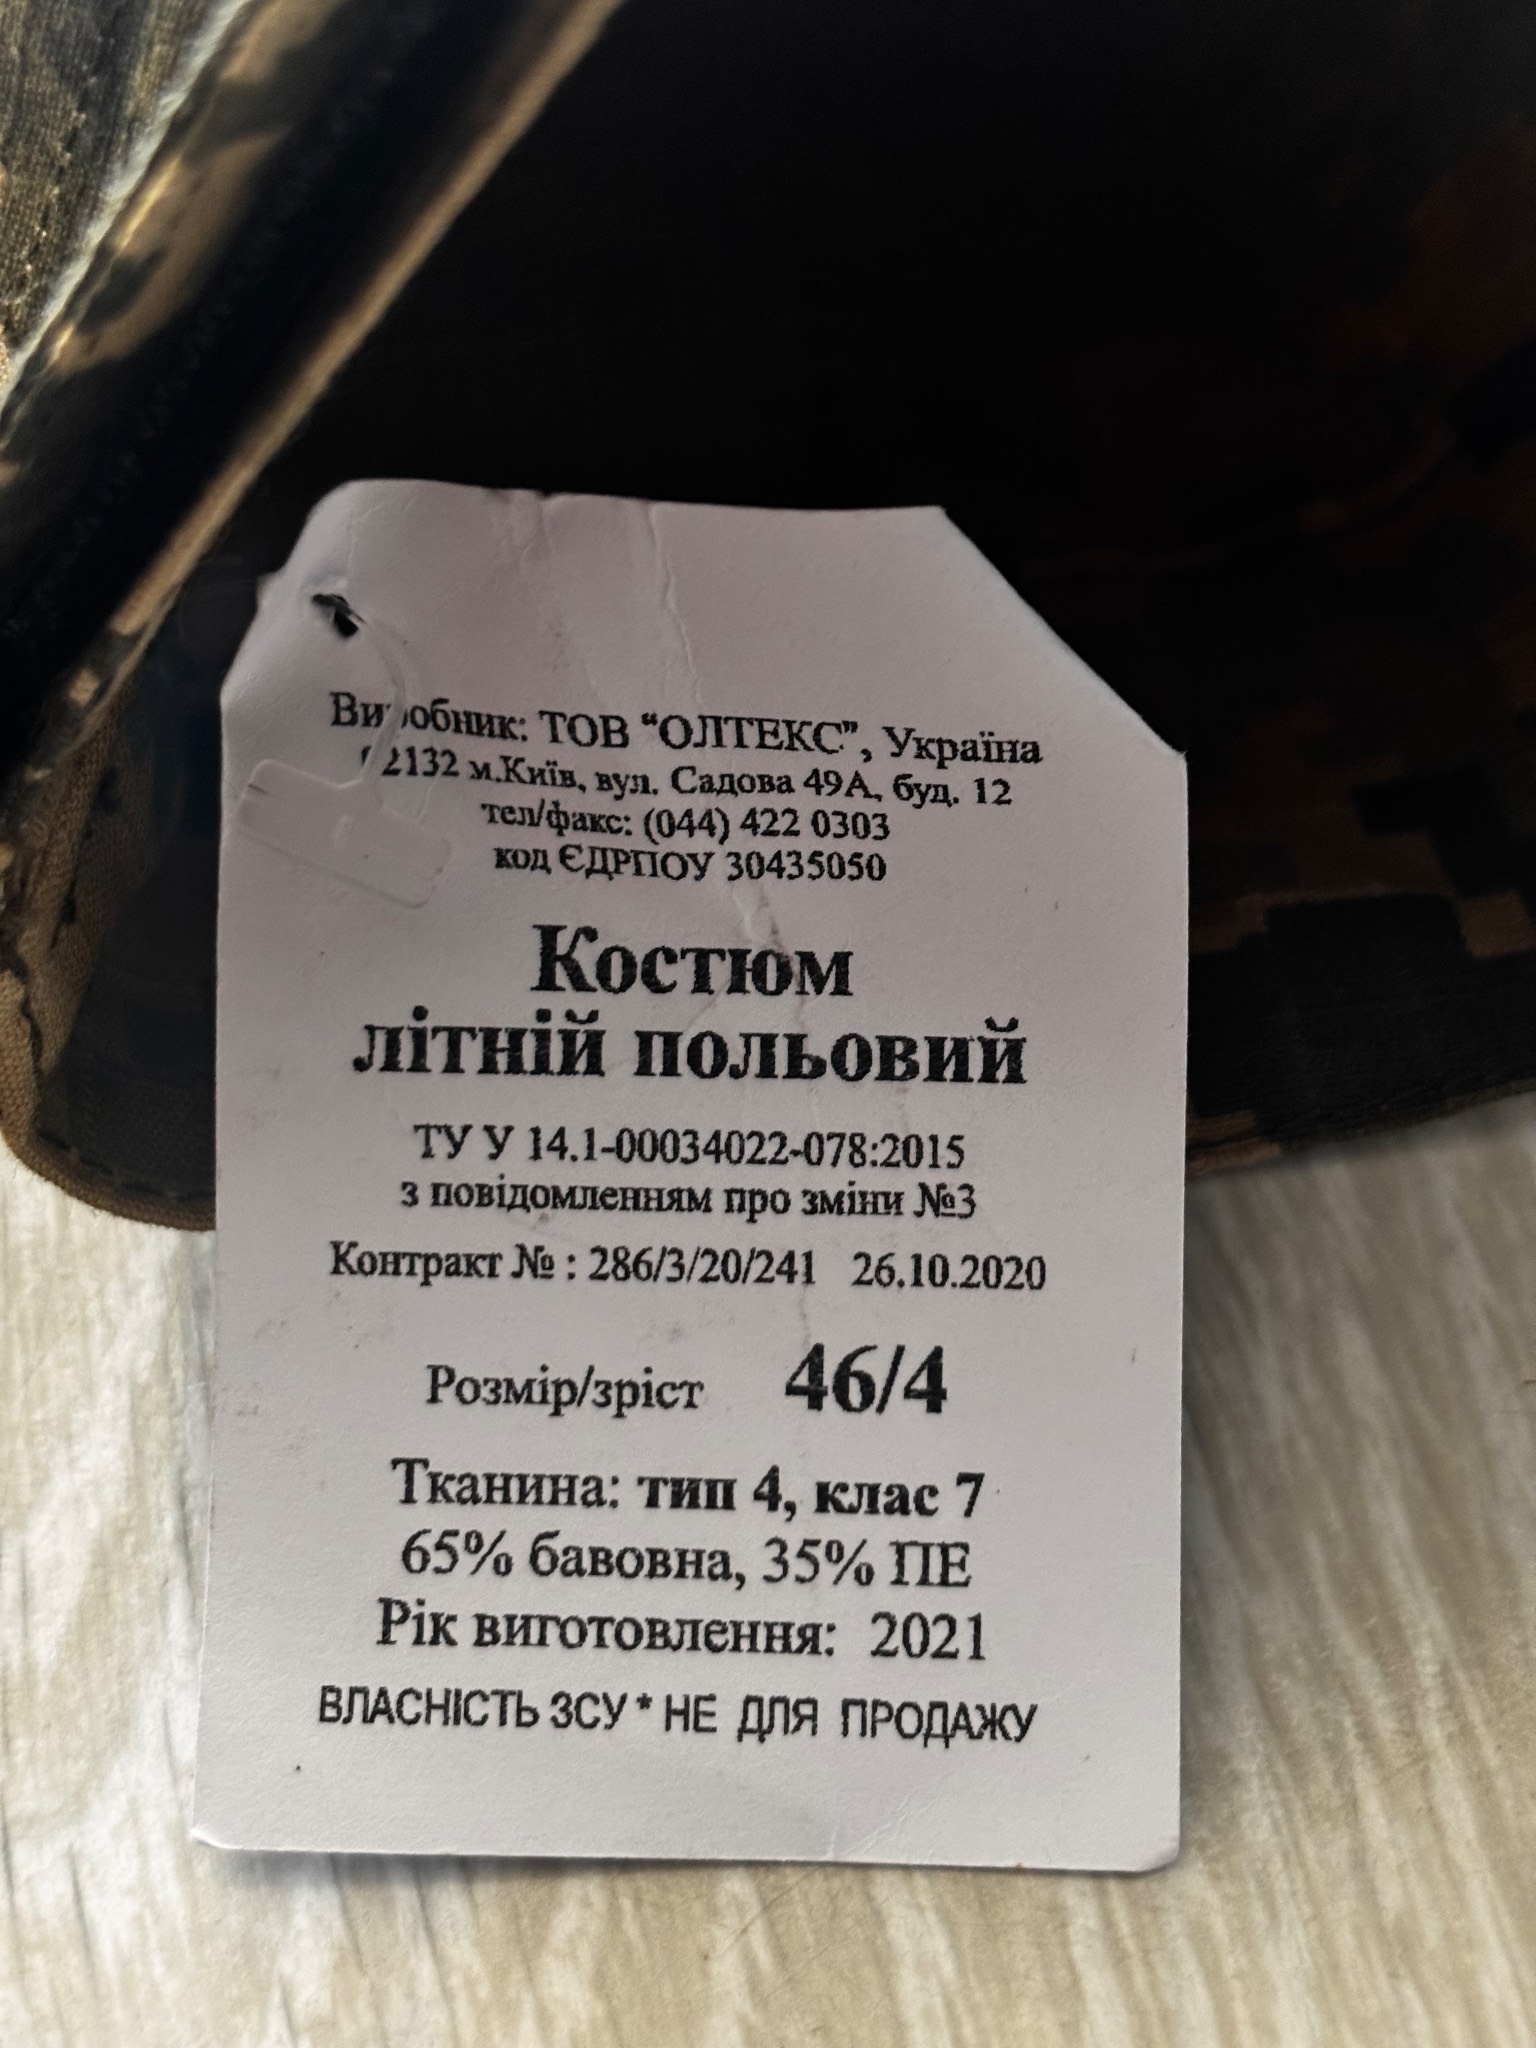 Виробник: ТОВ “ОЛТЕКС”, Україна
02132 м.Київ, вул. Садова 49А, буд. 12
тел/факс: (044) 422 0303
код ЄДРПОУ 30435050
Костюм
літній польовий
ТУ У 14.1-00034022-078:2015
з повідомленням про зміни №3
Контракт № : 286/3/20/241 26.10.2020
Розмір/зріст 46/4
Тканина: тип 4, клас 7
65% бавовна, 35% ПЕ
Рік виготовлення: 2021
ВЛАСНІСТЬ ЗСУ * НЕ ДЛЯ ПРОДАЖУ